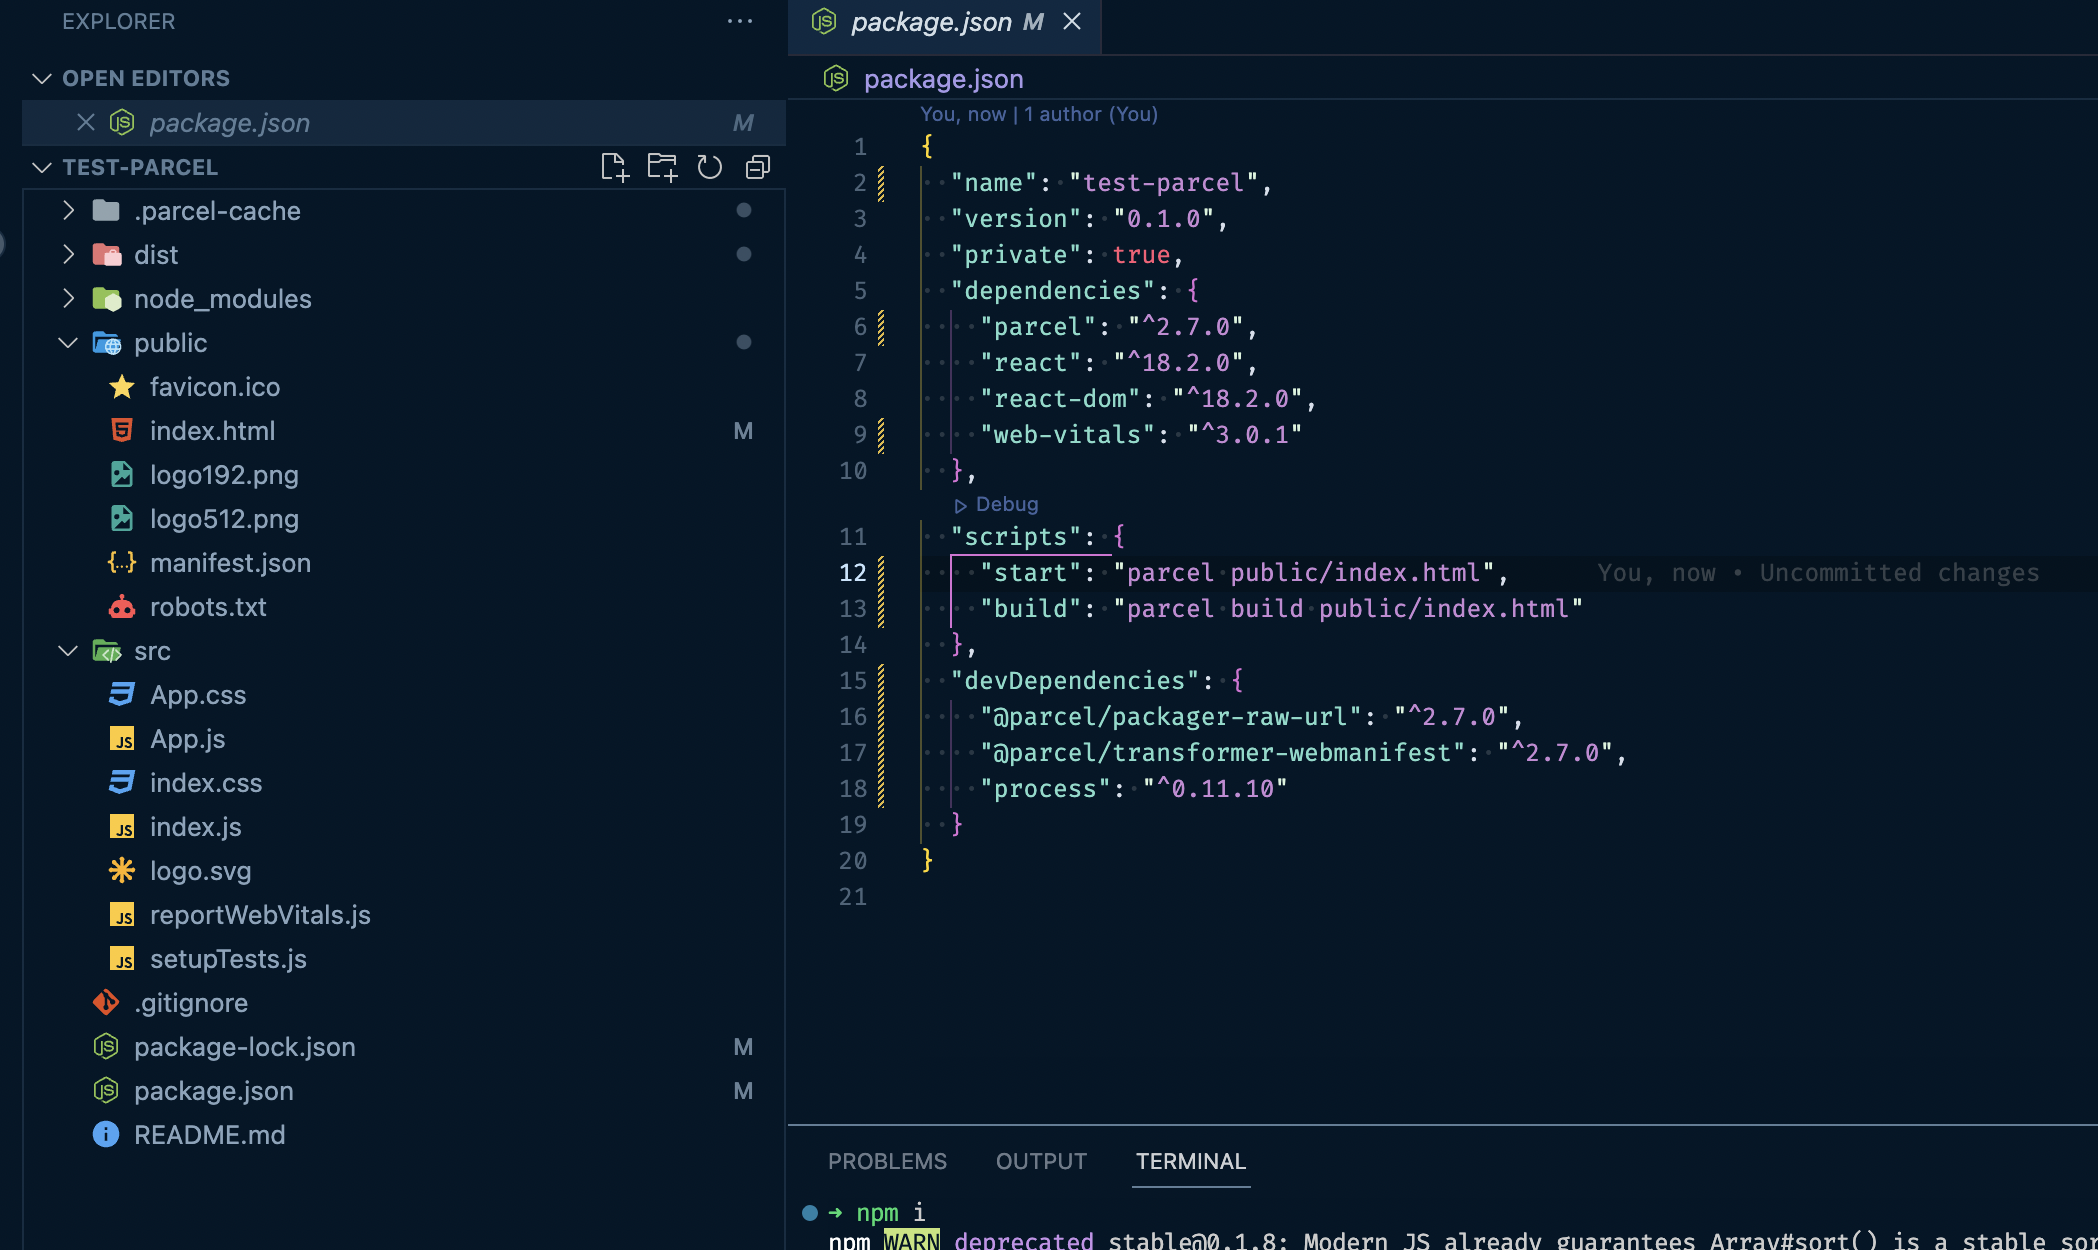 EXPLORER
OPEN EDITORS
package.json M
TEST-PARCEL
.parcel-cache
dist
node_modules
public
favicon.ico
index.html M
logo192.png
logo512.png
manifest.json
robots.txt
src
App.css
App.js
index.css
index.js
logo.svg
reportWebVitals.js
setupTests.js
.gitignore
package-lock.json M
package.json M
README.md
package.json M
package.json
You, now | 1 author (You)
1 {
2 "name": "test-parcel",
3 "version": "0.1.0",
4 "private": true,
5 "dependencies": {
6 "parcel": "^2.7.0",
7 "react": "^18.2.0",
8 "react-dom": "^18.2.0",
9 "web-vitals": "^3.0.1"
10 },
Debug
11 "scripts": {
12 "start": "parcel public/index.html", You, now • Uncommitted changes
13 "build": "parcel build public/index.html"
14 },
15 "devDependencies": {
16 "@parcel/packager-raw-url": "^2.7.0",
17 "@parcel/transformer-webmanifest": "^2.7.0",
18 "process": "^0.11.10"
19 }
20 }
21
PROBLEMS OUTPUT TERMINAL
➜ npm i
npm WARN deprecated stable@0.1.8: Modern JS already guarantees Array#sort() is a stable sor